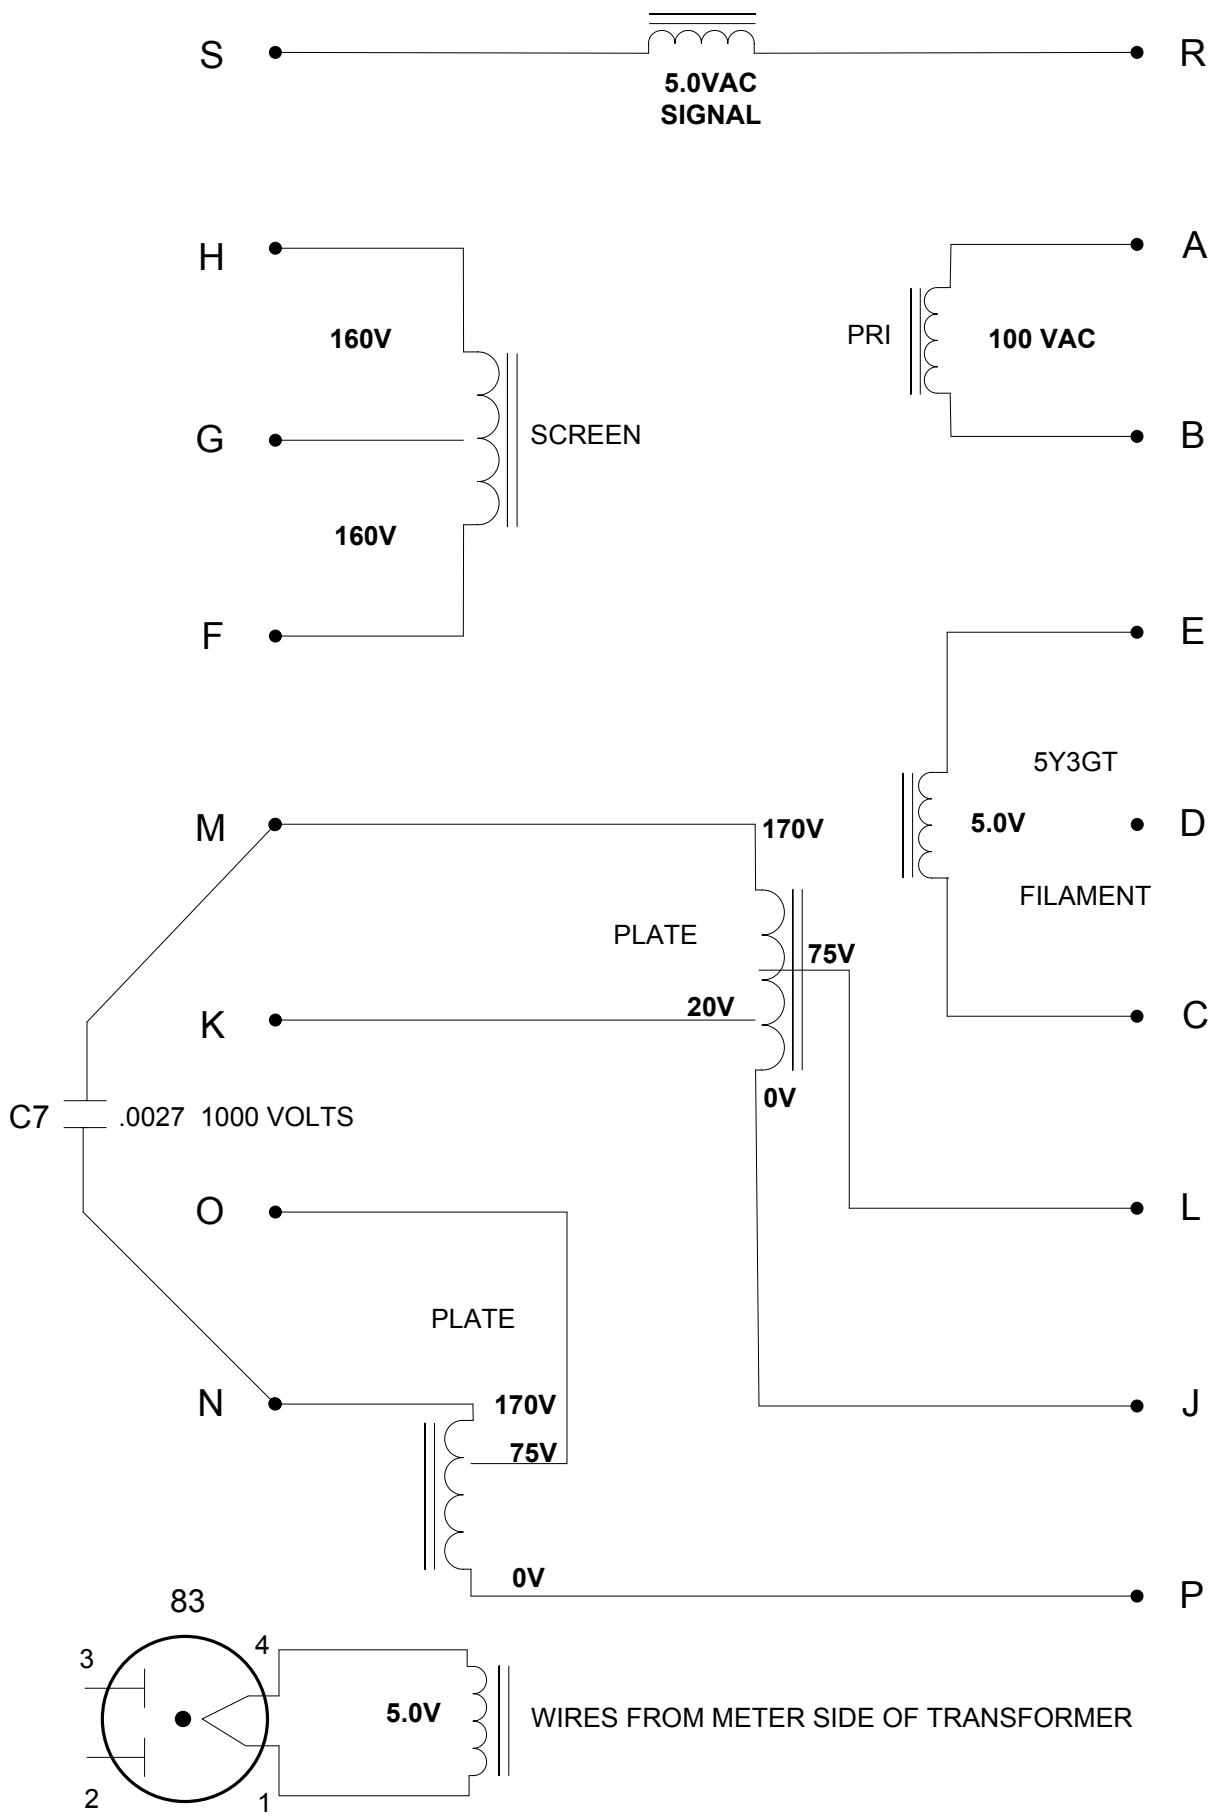 S
R
5.0VAC
SIGNAL
H
A
160V
PRI
100 VAC
G
SCREEN
B
160V
F
E
5Y3GT
M
170V
5.0V
D
FILAMENT
PLATE
75V
20V
K
C
0V
C7
.0027 1000 VOLTS
O
L
PLATE
N
170V
J
75V
0V
P
83
3
4
5.0V
WIRES FROM METER SIDE OF TRANSFORMER
2
1